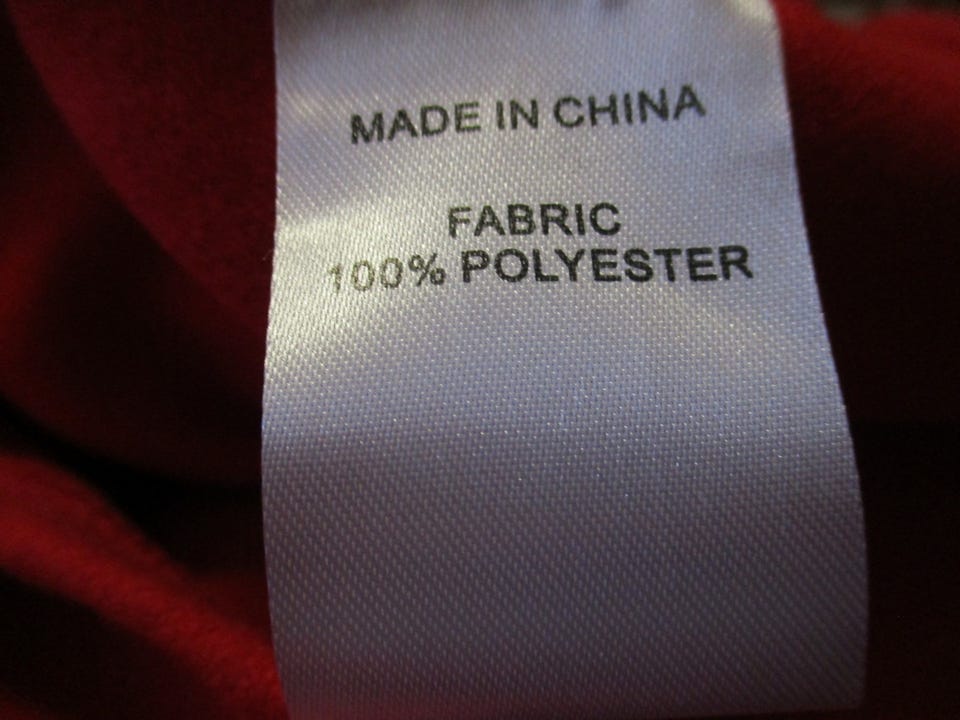 MADE IN CHINA
FABRIC
100% POLYESTER